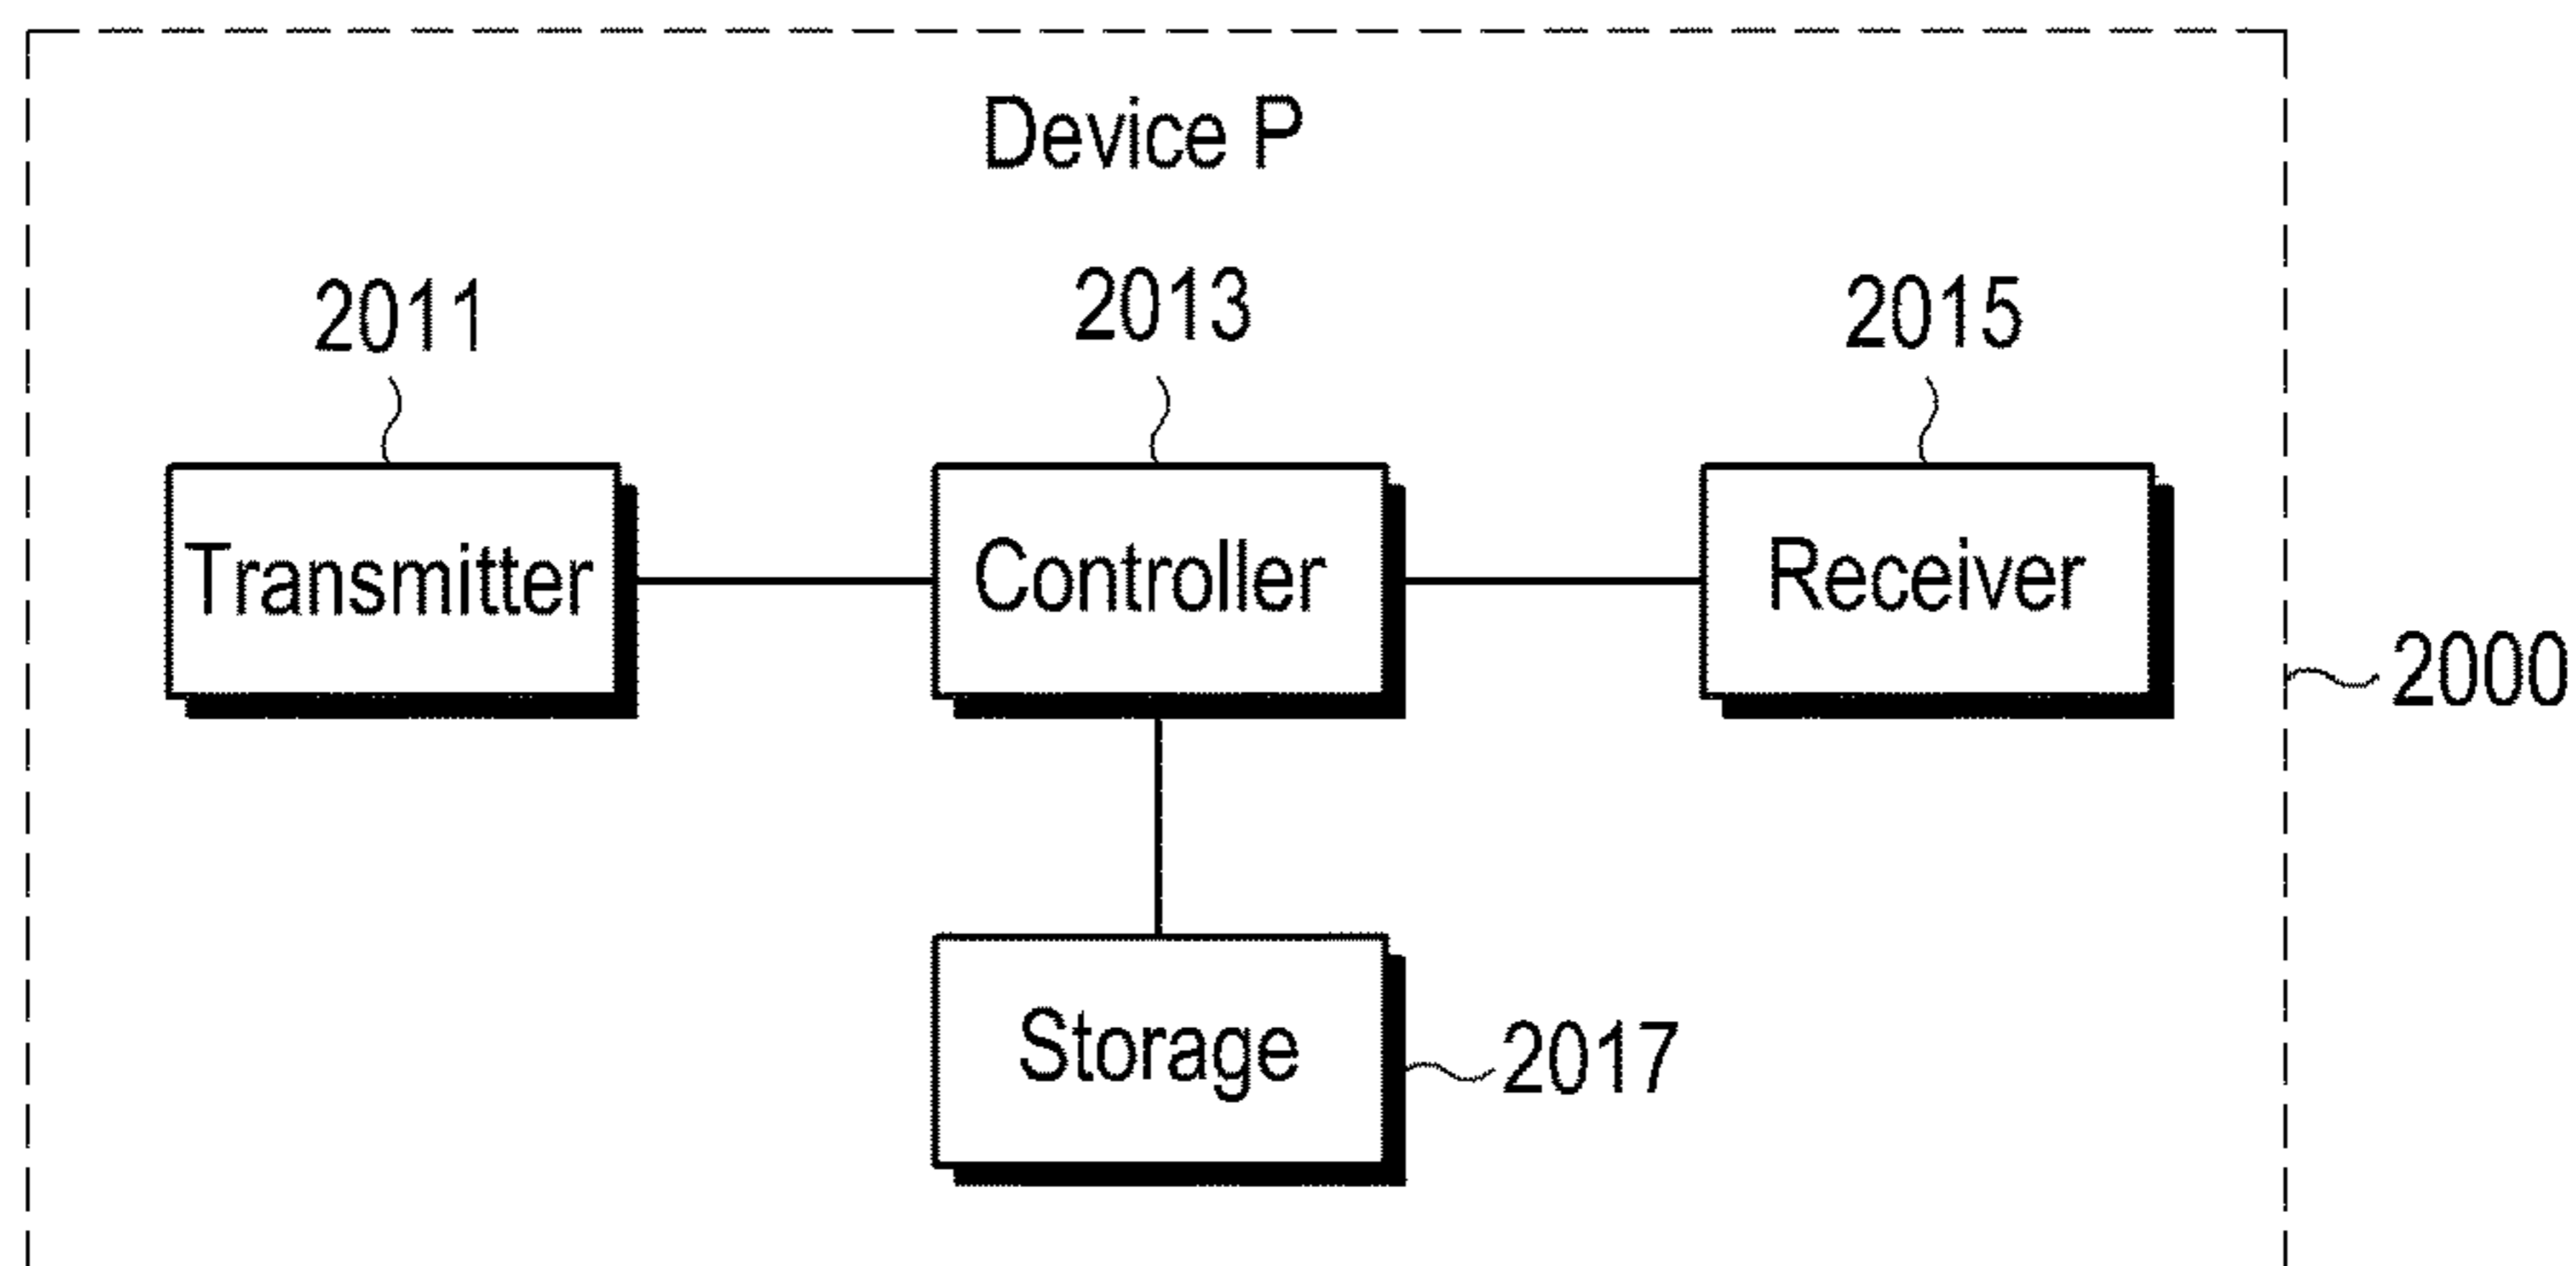 Device P
2011
2013
2015
Transmitter
Controller
Receiver
2000
Storage
2017